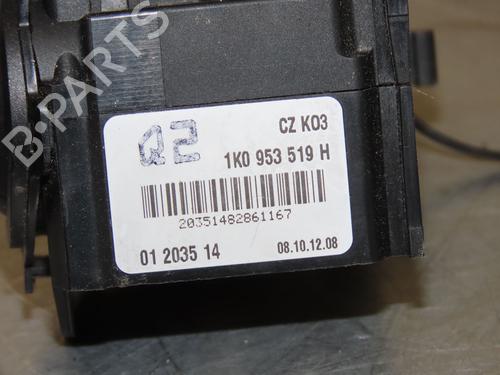 B-PARTS
Q2
CZ K03
1K0 953 519 H
20351482861167
01 2035 14
08.10.12.08